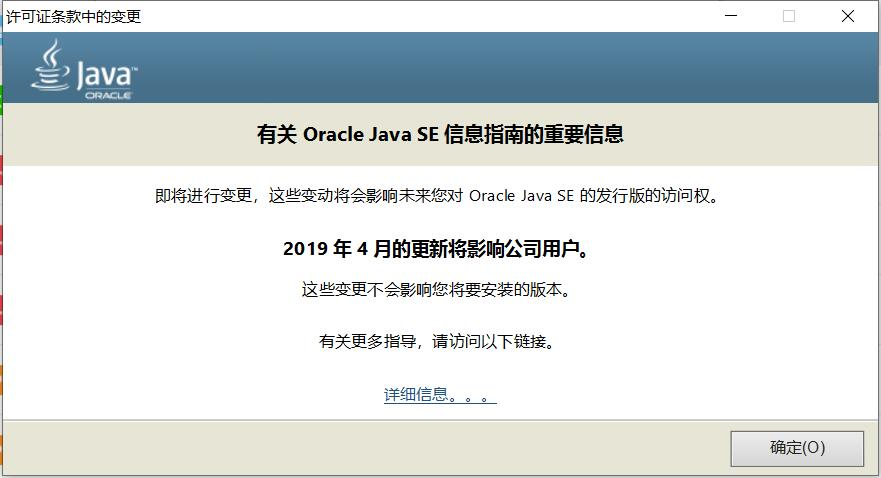 许可证条款中的变更
Java™
ORACLE
有关 Oracle Java SE 信息指南的重要信息
即将进行变更，这些变动将会影响未来您对 Oracle Java SE 的发行版的访问权。
2019 年 4 月的更新将影响公司用户。
这些变更不会影响您将要安装的版本。
有关更多指导，请访问以下链接。
详细信息。。。
确定(O)